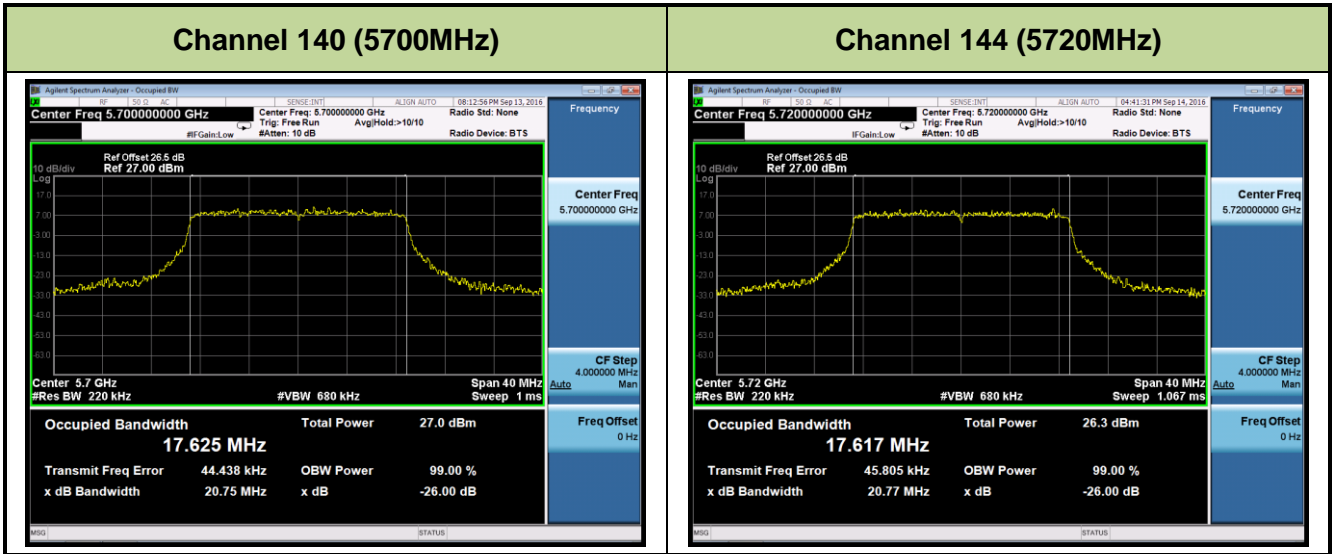 Channel 140 (5700MHz)
Agilent Spectrum Analyzer - Occupied BW
RF 50 Ω AC SENSE:INT ALIGN AUTO 08:12:56 PM Sep 13, 2016
Center Freq 5.700000000 GHz
Center Freq: 5.700000000 GHz
Radio Std: None
Trig: Free Run Avg|Hold:>10/10
#IFGain:Low
#Atten: 10 dB
Radio Device: BTS
Ref Offset 26.5 dB
10 dB/div
Ref 27.00 dBm
Log
17.0
7.00
-3.00
-13.0
-23.0
-33.0
-43.0
-53.0
-63.0
Center 5.7 GHz
Span 40 MHz
#Res BW 220 kHz
#VBW 680 kHz
Sweep 1 ms
Occupied Bandwidth
Total Power 27.0 dBm
17.625 MHz
Transmit Freq Error 44.438 kHz
OBW Power 99.00 %
x dB Bandwidth 20.75 MHz
x dB -26.00 dB
MSG
STATUS
Frequency
Center Freq
5.700000000 GHz
CF Step
4.000000 MHz
Auto Man
Freq Offset
0 Hz
Channel 144 (5720MHz)
Agilent Spectrum Analyzer - Occupied BW
RF 50 Ω AC SENSE:INT ALIGN AUTO 04:41:31 PM Sep 14, 2016
Center Freq 5.720000000 GHz
Center Freq: 5.720000000 GHz
Radio Std: None
Trig: Free Run Avg|Hold:>10/10
IFGain:Low
#Atten: 10 dB
Radio Device: BTS
Ref Offset 26.5 dB
10 dB/div
Ref 27.00 dBm
Log
17.0
7.00
-3.00
-13.0
-23.0
-33.0
-43.0
-53.0
-63.0
Center 5.72 GHz
Span 40 MHz
#Res BW 220 kHz
#VBW 680 kHz
Sweep 1.067 ms
Occupied Bandwidth
Total Power 26.3 dBm
17.617 MHz
Transmit Freq Error 45.805 kHz
OBW Power 99.00 %
x dB Bandwidth 20.77 MHz
x dB -26.00 dB
MSG
STATUS
Frequency
Center Freq
5.720000000 GHz
CF Step
4.000000 MHz
Auto Man
Freq Offset
0 Hz